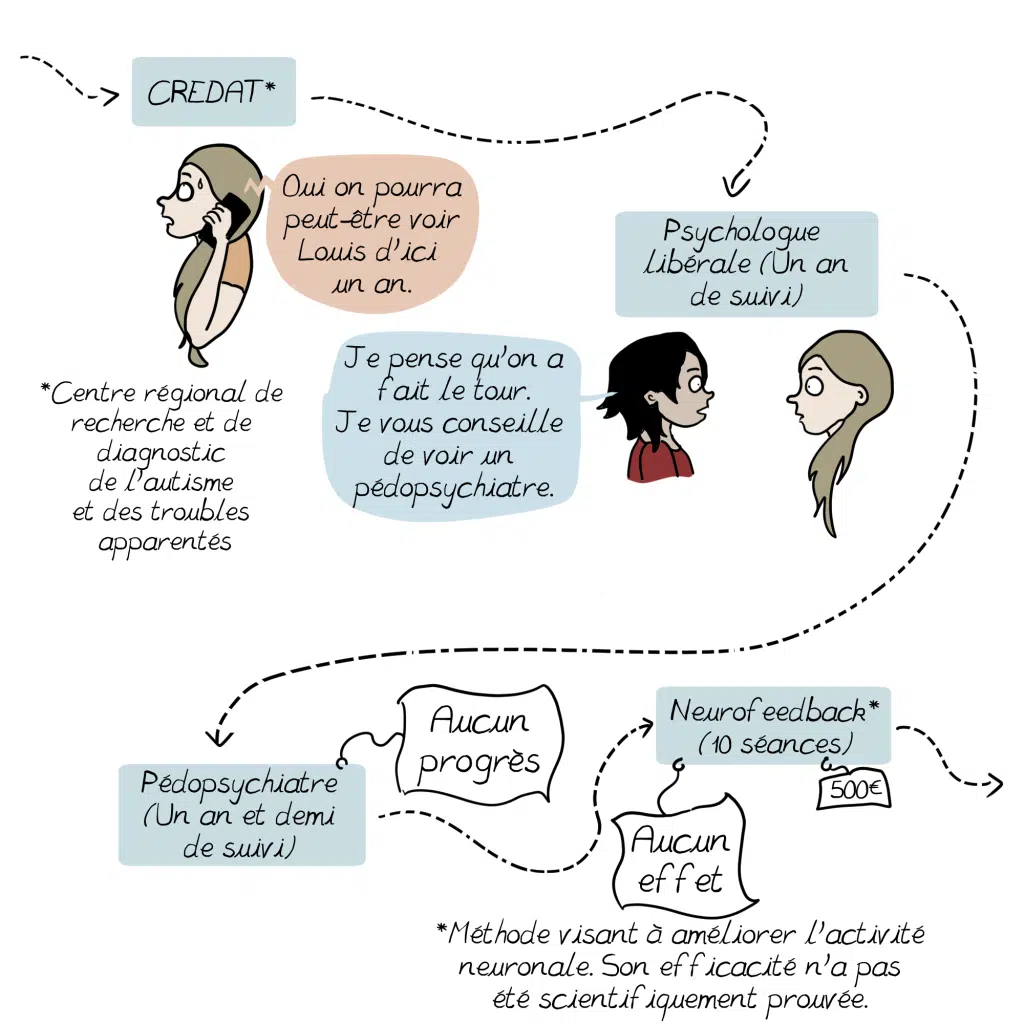 CREDAT*
Oui on pourra
peut-être voir
Louis d'ici
un an.
*Centre régional de
recherche et de
diagnostic
de l'autisme
et des troubles
apparentés
Psychologue
libérale (Un an
de suivi)
Je pense qu'on a
fait le tour.
Je vous conseille
de voir un
pédopsychiatre.
Pédopsychiatre
(Un an et demi
de suivi)
Aucun
progrès
Neurofeedback*
(10 séances)
500€
Aucun
effet
*Méthode visant à améliorer l'activité
neuronale. Son efficacité n'a pas
été scientifiquement prouvée.